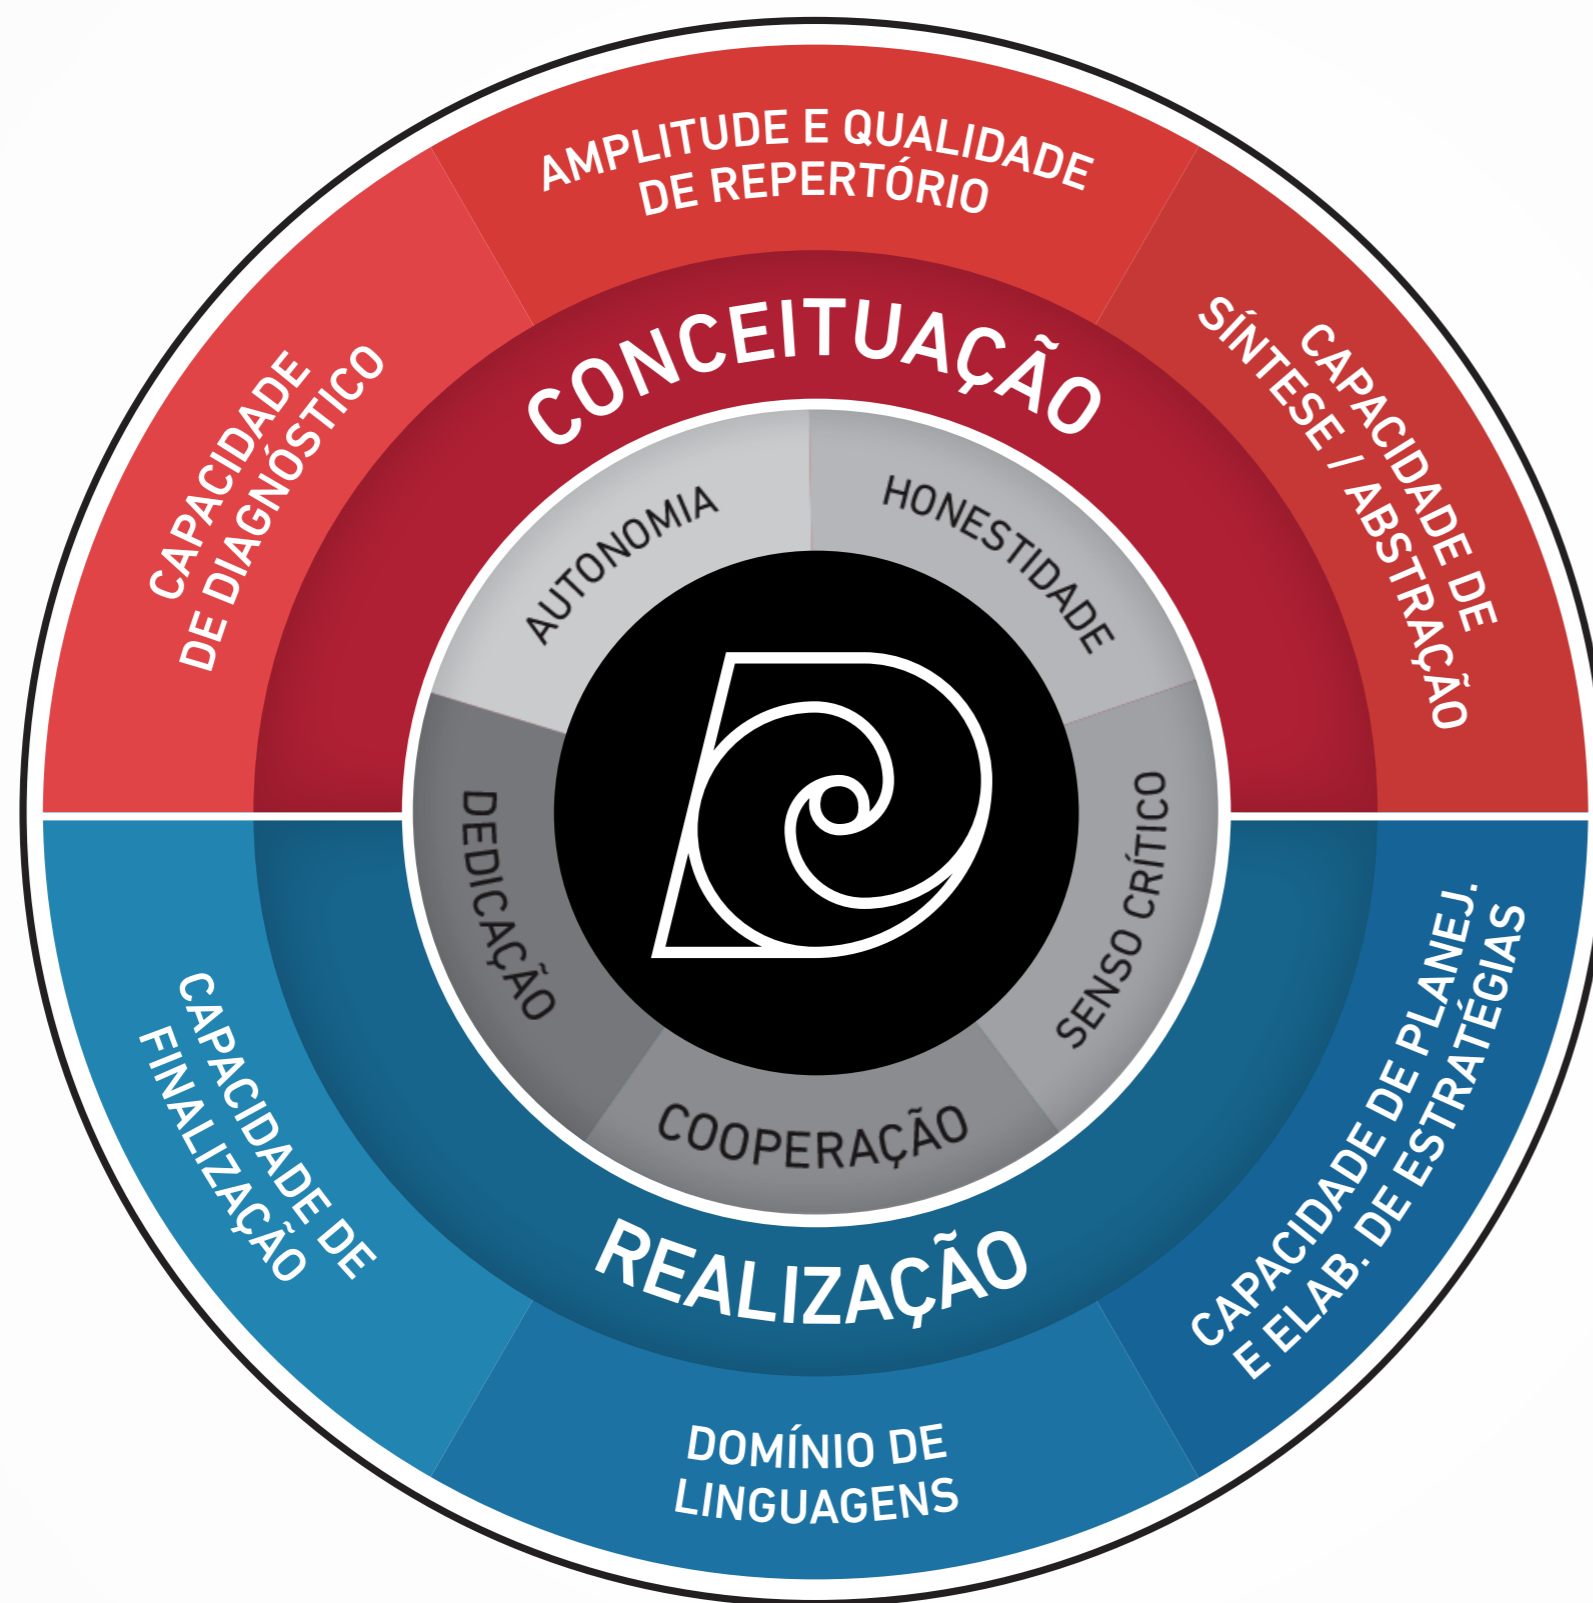 AMPLITUDE E QUALIDADE
DE REPERTÓRIO
CAPACIDADE DE
SÍNTESE / ABSTRAÇÃO
CAPACIDADE DE PLANEJ.
E ELAB. DE ESTRATÉGIAS
DOMÍNIO DE
LINGUAGENS
CAPACIDADE DE
FINALIZAÇÃO
CAPACIDADE
DE DIAGNÓSTICO
CONCEITUAÇÃO
REALIZAÇÃO
AUTONOMIA
HONESTIDADE
SENSO CRÍTICO
COOPERAÇÃO
DEDICAÇÃO